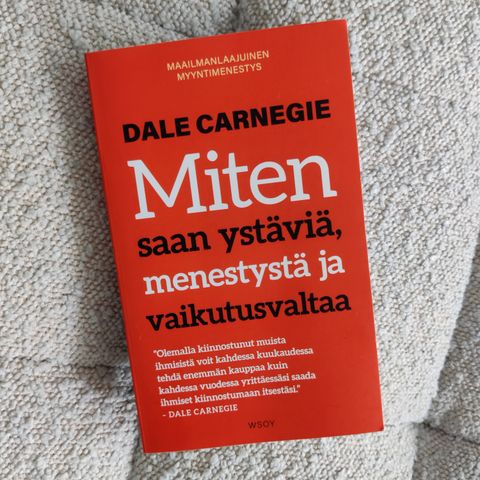 MAAILMANLAAJUINEN
MYYNTIMENESTYS
DALE CARNEGIE
Miten
saan ystäviä,
menestystä ja
vaikutusvaltaa
"Olemalla kiinnostunut muista
ihmisistä voit kahdessa kuukaudessa
tehdä enemmän kauppaa kuin
kahdessa vuodessa yrittäessäsi saada
ihmiset kiinnostumaan itsestäsi."
- DALE CARNEGIE
WSOY